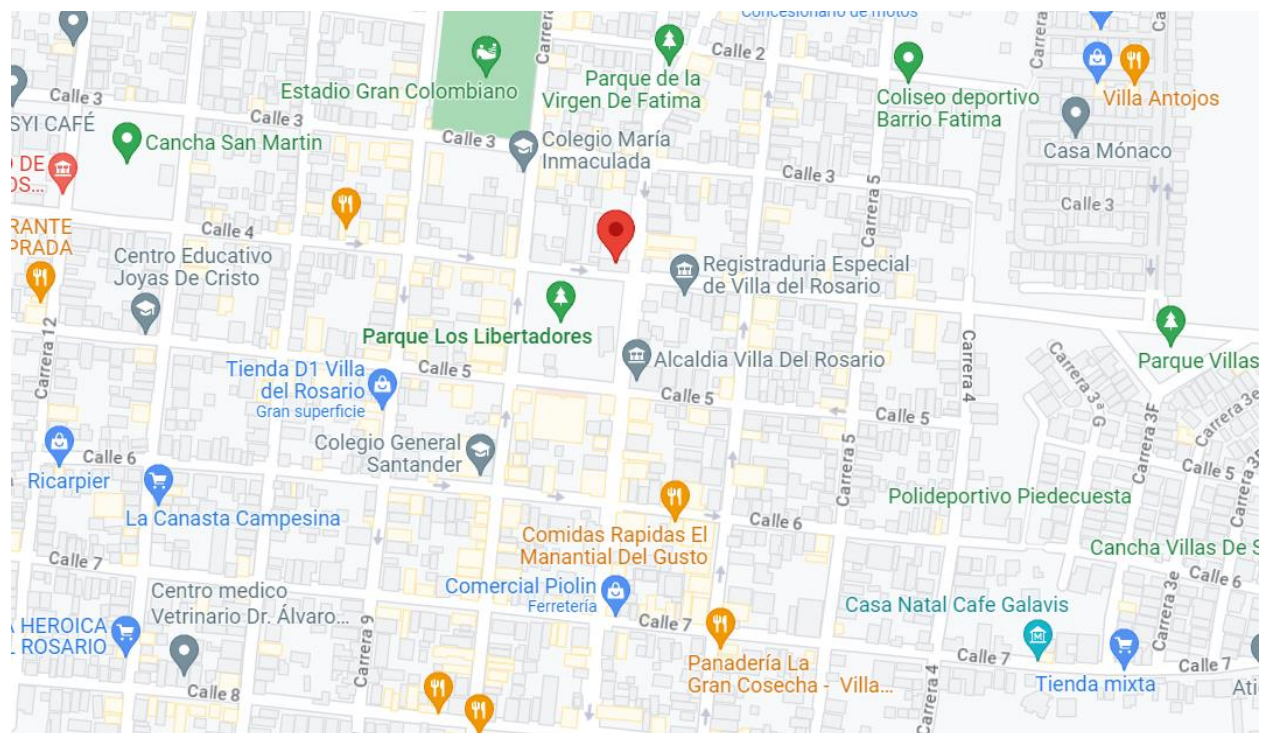 Concesionario de motos
Carrera
Calle 2
Carrera
Estadio Gran Colombiano
Parque de la
Virgen De Fatima
Coliseo deportivo
Barrio Fatima
Villa Antojos
Calle 3
SYI CAFÉ
Calle 3
Cancha San Martin
Calle 3
Colegio María
Inmaculada
Casa Mónaco
DE
OS...
Calle 3
Carrera 5
Calle 3
RANTE
PRADA
Calle 4
Centro Educativo
Joyas De Cristo
Registraduria Especial
de Villa del Rosario
Parque Los Libertadores
Carrera 12
Tienda D1 Villa
del Rosario
Gran superficie
Calle 5
Alcaldia Villa Del Rosario
Carrera 4
Parque Villas
Calle 5
Calle 5
Carrera 3ª G
Carrera 3F
Carrera 3e
Colegio General
Santander
Calle 6
Ricarpier
Carrera 5
Calle 5
La Canasta Campesina
Polideportivo Piedecuesta
Comidas Rapidas El
Manantial Del Gusto
Calle 6
Cancha Villas De S
Calle 7
Centro medico
Vetrinario Dr. Álvaro...
Comercial Piolin
Ferretería
Casa Natal Cafe Galavis
Carrera 3e
Calle 6
HEROICA
ROSARIO
Carrera 9
Calle 7
Panadería La
Gran Cosecha - Villa...
Carrera 4
Calle 7
Calle 7
Tienda mixta
Ati
Calle 8